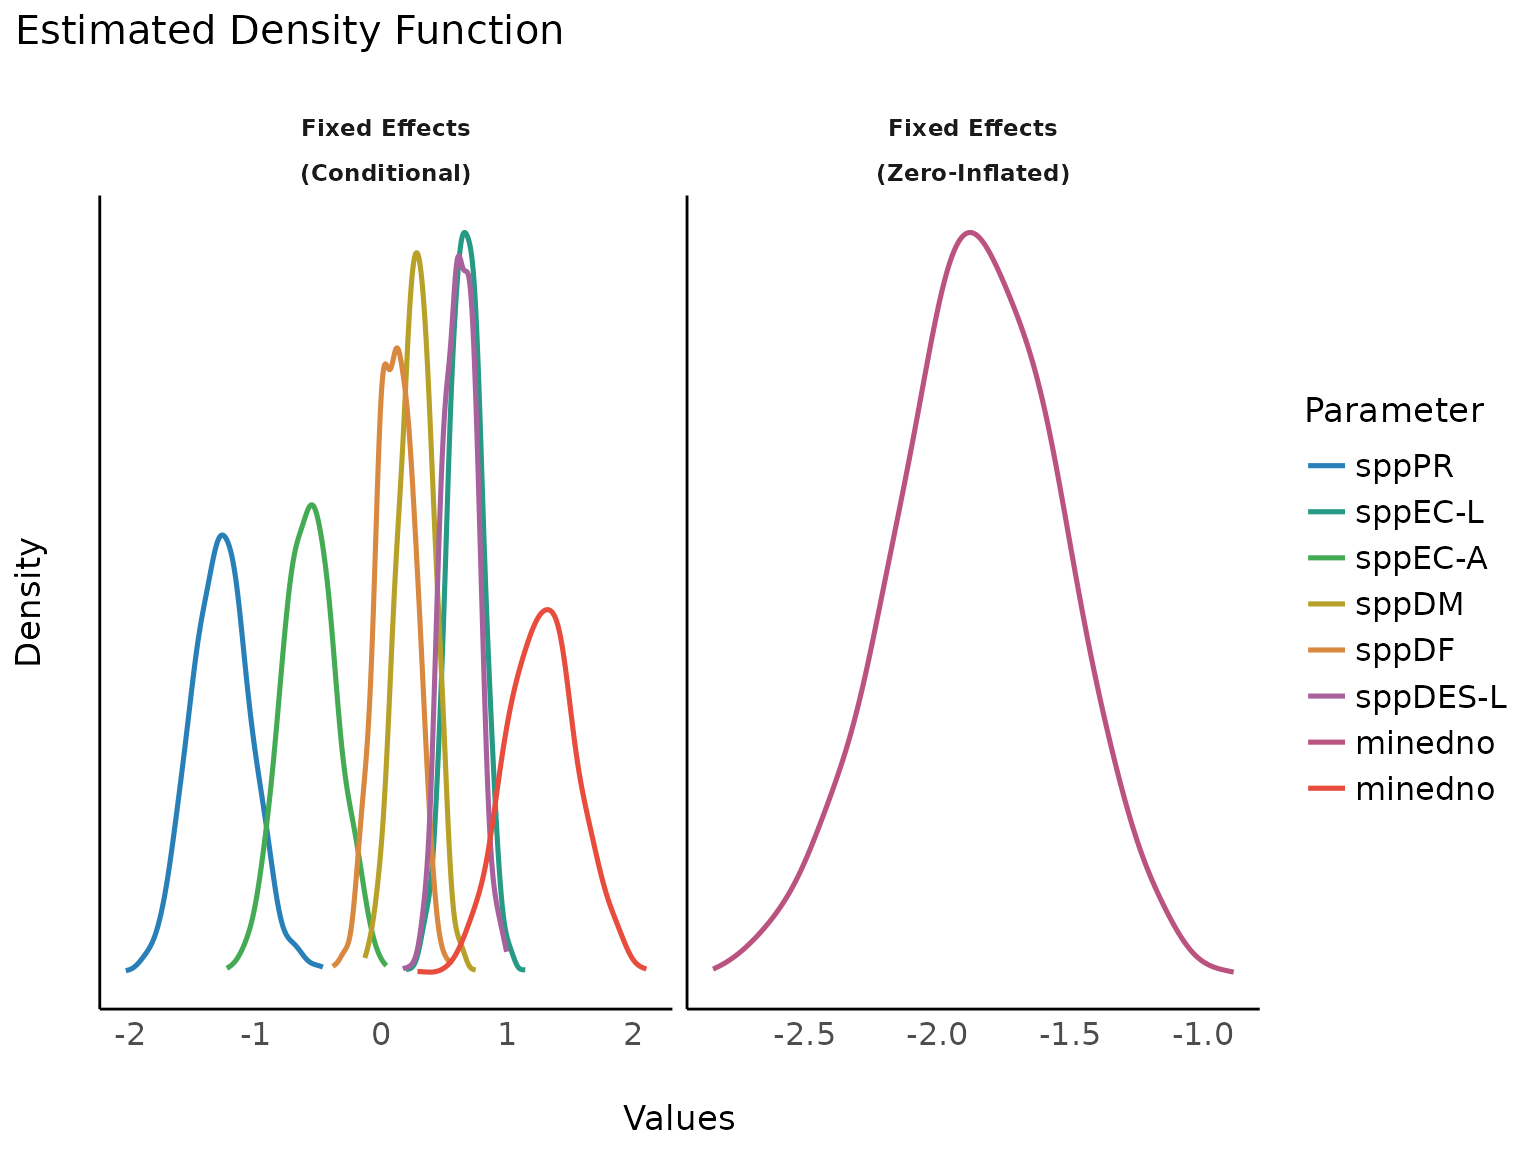 Estimated Density Function
Fixed Effects
(Conditional)
Fixed Effects
(Zero-Inflated)
Density
-2 -1 0 1 2
-2.5 -2.0 -1.5 -1.0
Values
Parameter
sppPR
sppEC-L
sppEC-A
sppDM
sppDF
sppDES-L
minedno
minedno